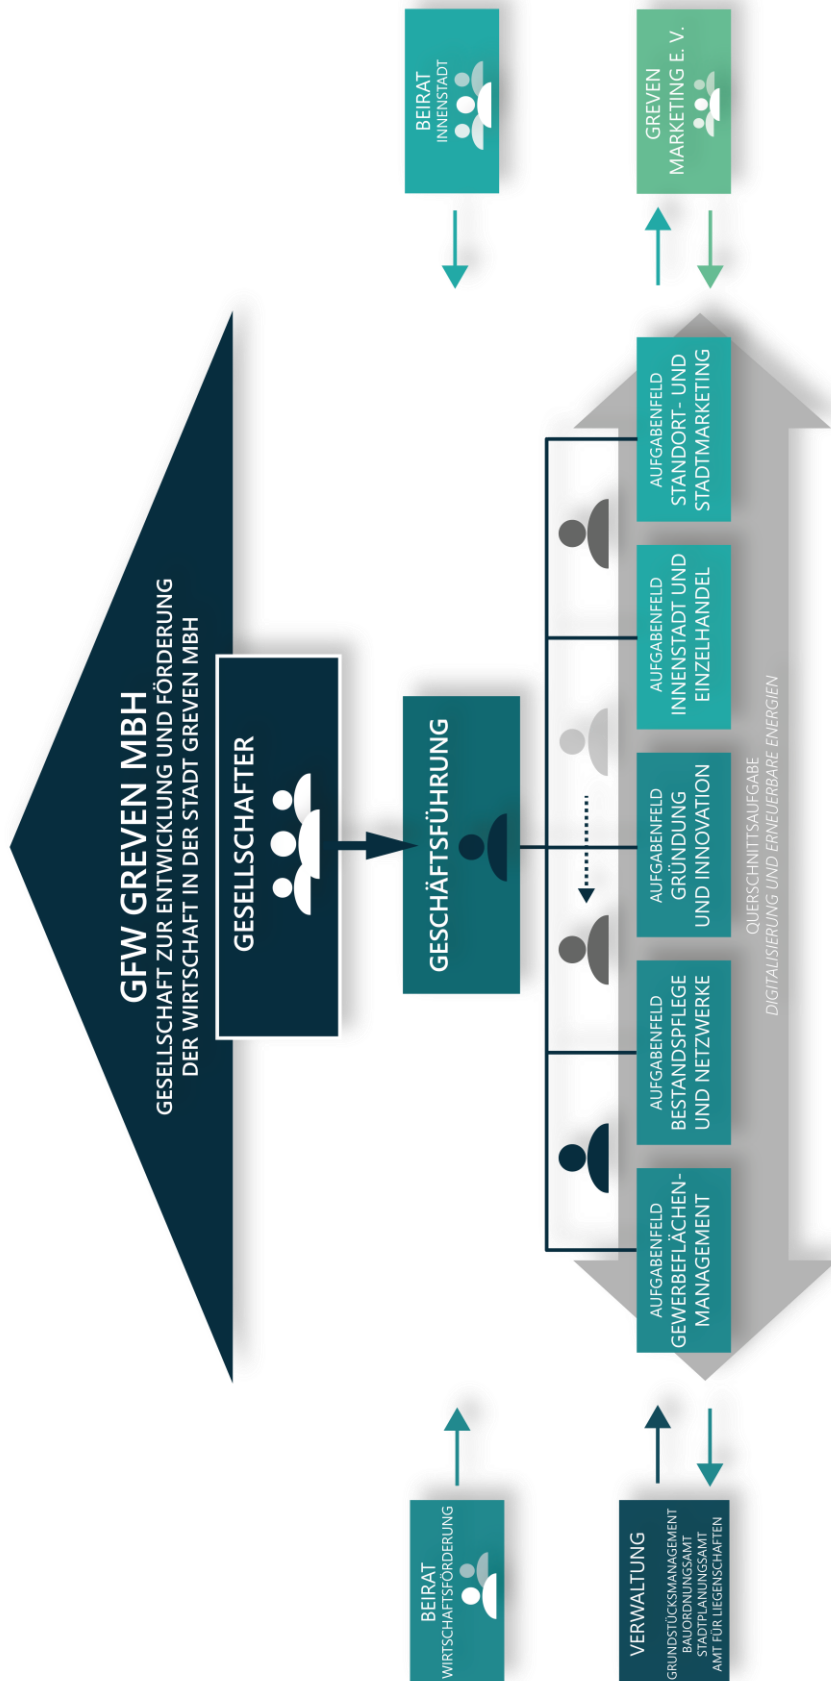 GFW GREVEN MBH
GESELLSCHAFT ZUR ENTWICKLUNG UND FÖRDERUNG
DER WIRTSCHAFT IN DER STADT GREVEN MBH
GESELLSCHAFTER
BEIRAT
WIRTSCHAFTSFÖRDERUNG
GESCHÄFTSFÜHRUNG
BEIRAT
INNENSTADT
VERWALTUNG
GRUNDSTÜCKSMANAGEMENT
BAUORDNUNGSAMT
STADTPLANUNGSAMT
AMT FÜR LIEGENSCHAFTEN
AUFGABENFELD
GEWERBEFLÄCHEN-
MANAGEMENT
AUFGABENFELD
BESTANDSPFLEGE
UND NETZWERKE
AUFGABENFELD
GRÜNDUNG
UND INNOVATION
AUFGABENFELD
INNENSTADT UND
EINZELHANDEL
AUFGABENFELD
STANDORT- UND
STADTMARKETING
GREVEN
MARKETING E. V.
QUERSCHNITTSAUFGABE
DIGITALISIERUNG UND ERNEUERBARE ENERGIEN